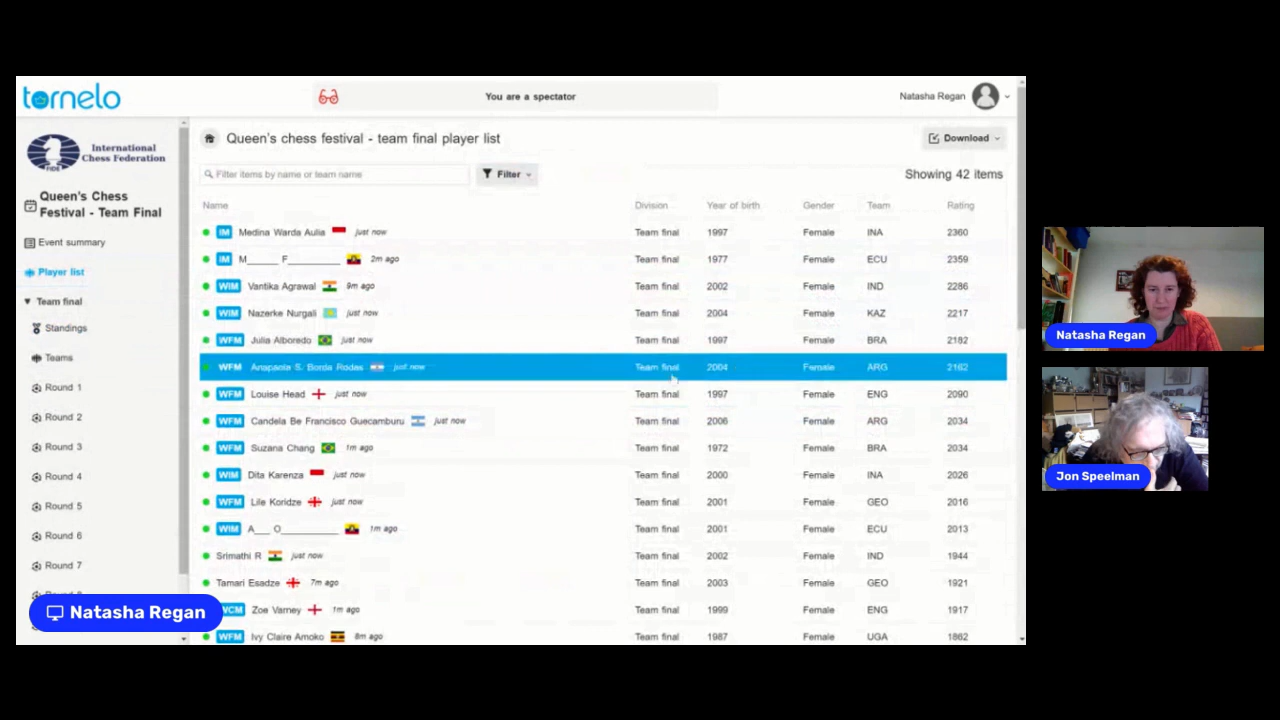 tornelo
You are a spectator
Natasha Regan
International
Chess Federation
FIDE
Queen's Chess
Festival - Team Final
Event summary
Player list
Team final
Standings
Teams
Round 1
Round 2
Round 3
Round 4
Round 5
Round 6
Round 7
Natasha Regan
Queen's chess festival - team final player list
Download
Filter items by name or team name
Filter
Showing 42 items
Name Division Year of birth Gender Team Rating
IM Medina Warda Aulia just now Team final 1997 Female INA 2360
IM M______ F__________ 2m ago Team final 1977 Female ECU 2359
WIM Vantika Agrawal 9m ago Team final 2002 Female IND 2286
WIM Nazerke Nurgali just now Team final 2004 Female KAZ 2217
WFM Julia Alboredo just now Team final 1997 Female BRA 2182
WFM Anapaola S. Borda Rodas just now Team final 2004 Female ARG 2162
WFM Louise Head just now Team final 1997 Female ENG 2090
WFM Candela Be Francisco Guecamburu just now Team final 2006 Female ARG 2034
WFM Suzana Chang 1m ago Team final 1972 Female BRA 2034
WIM Dita Karenza just now Team final 2000 Female INA 2026
WFM Lile Koridze just now Team final 2001 Female GEO 2016
WIM A___ O___________ 1m ago Team final 2001 Female ECU 2013
Srimathi R just now Team final 2002 Female IND 1944
Tamari Esadze 7m ago Team final 2003 Female GEO 1921
WCM Zoe Varney 1m ago Team final 1999 Female ENG 1917
WFM Ivy Claire Amoko 8m ago Team final 1987 Female UGA 1862
Natasha Regan
Jon Speelman